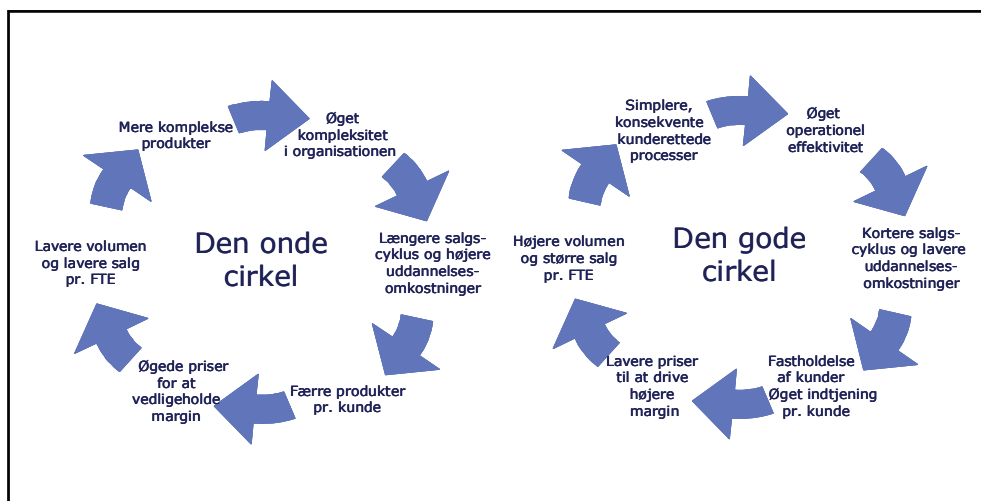 Den onde
cirkel
Mere komplekse
produkter
Øget
kompleksitet
i organisationen
Længere salgs-
cyklus og højere
uddannelses-
omkostninger
Færre produkter
pr. kunde
Øgede priser
for at
vedligeholde
margin
Lavere volumen
og lavere salg
pr. FTE
Den gode
cirkel
Simplere,
konsekvente
kunderettede
processer
Øget
operationel
effektivitet
Kortere salgs-
cyklus og lavere
uddannelses-
omkostninger
Fastholdelse
af kunder
Øget indtjening
pr. kunde
Lavere priser
til at drive
højere
margin
Højere volumen
og større salg
pr. FTE